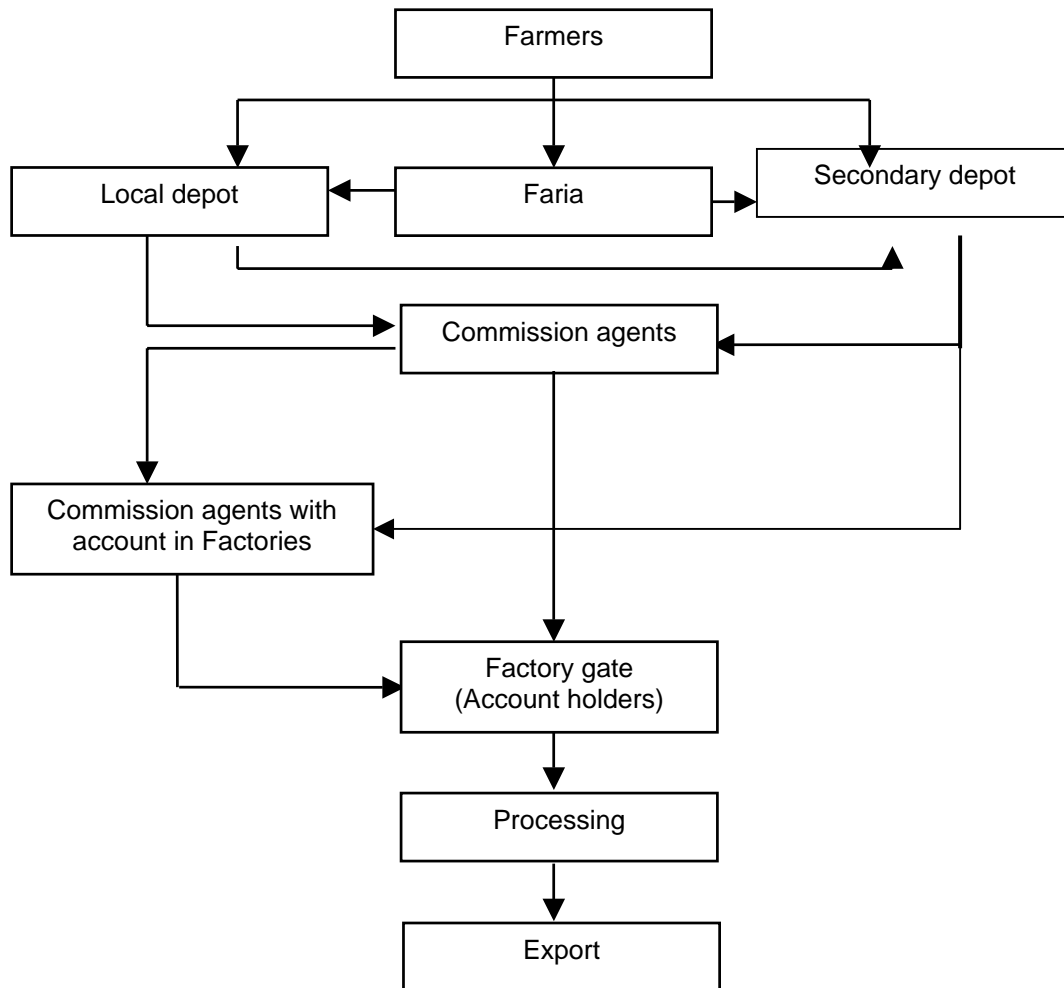 Farmers
Local depot
Faria
Secondary depot
Commission agents
Commission agents with
account in Factories
Factory gate
(Account holders)
Processing
Export